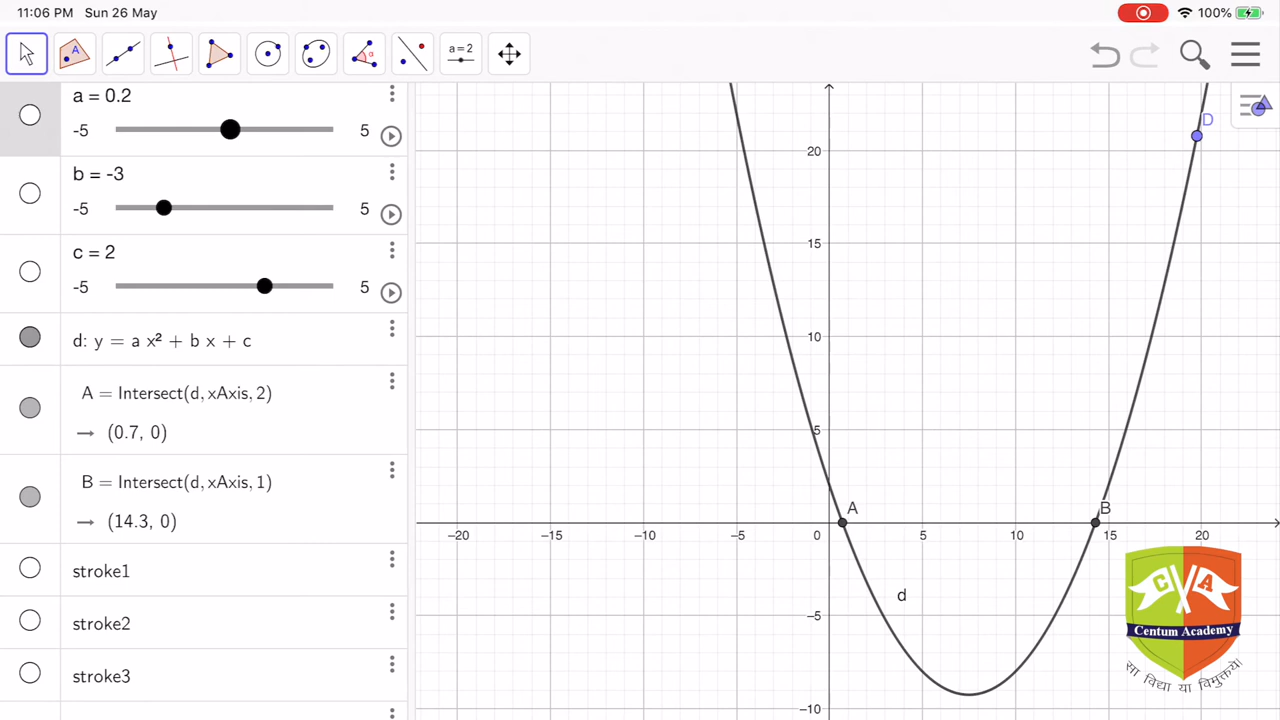 11:06 PM Sun 26 May
100%
A
α
a=2
a = 0.2
-5
5
b = -3
-5
5
c = 2
-5
5
d: y = a x² + b x + c
A = Intersect(d, xAxis, 2)
→ (0.7, 0)
B = Intersect(d, xAxis, 1)
→ (14.3, 0)
stroke1
stroke2
stroke3
D
20
15
10
5
A
B
−20
−15
−10
−5
0
5
10
15
20
d
−5
−10
C A
Centum Academy
सा विद्या या विमुक्तये